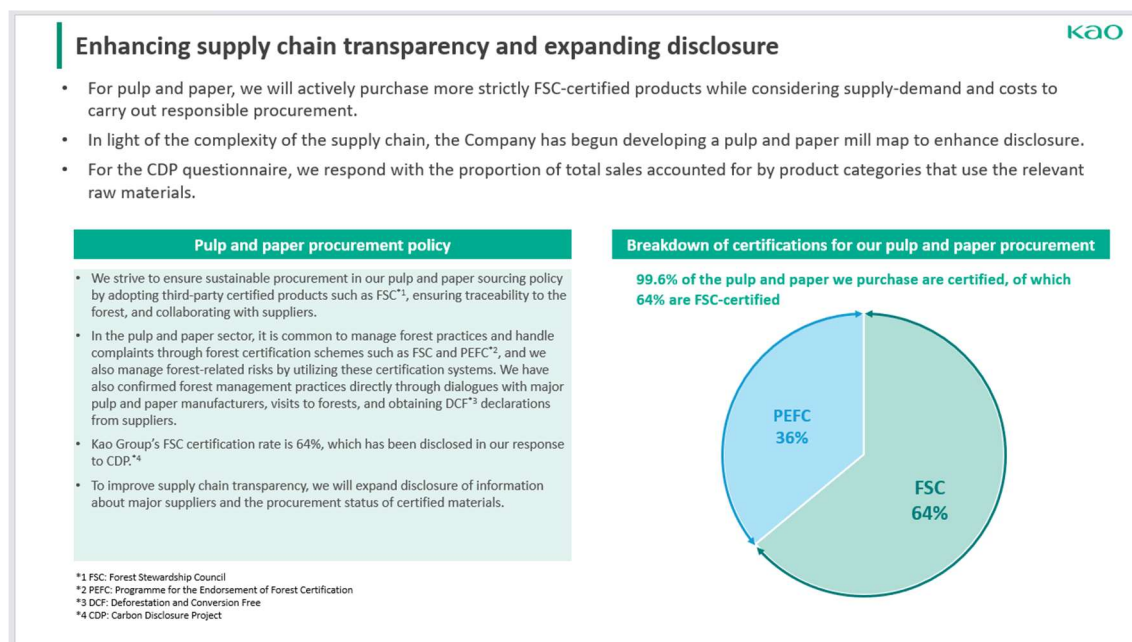 Enhancing supply chain transparency and expanding disclosure
Kao
• For pulp and paper, we will actively purchase more strictly FSC-certified products while considering supply-demand and costs to
carry out responsible procurement.
• In light of the complexity of the supply chain, the Company has begun developing a pulp and paper mill map to enhance disclosure.
• For the CDP questionnaire, we respond with the proportion of total sales accounted for by product categories that use the relevant
raw materials.
Pulp and paper procurement policy
• We strive to ensure sustainable procurement in our pulp and paper sourcing policy
by adopting third-party certified products such as FSC*1, ensuring traceability to the
forest, and collaborating with suppliers.
• In the pulp and paper sector, it is common to manage forest practices and handle
complaints through forest certification schemes such as FSC and PEFC*2, and we
also manage forest-related risks by utilizing these certification systems. We have
also confirmed forest management practices directly through dialogues with major
pulp and paper manufacturers, visits to forests, and obtaining DCF*3 declarations
from suppliers.
• Kao Group's FSC certification rate is 64%, which has been disclosed in our response
to CDP.*4
• To improve supply chain transparency, we will expand disclosure of information
about major suppliers and the procurement status of certified materials.
*1 FSC: Forest Stewardship Council
*2 PEFC: Programme for the Endorsement of Forest Certification
*3 DCF: Deforestation and Conversion Free
*4 CDP: Carbon Disclosure Project
Breakdown of certifications for our pulp and paper procurement
99.6% of the pulp and paper we purchase are certified, of which
64% are FSC-certified
PEFC
36%
FSC
64%